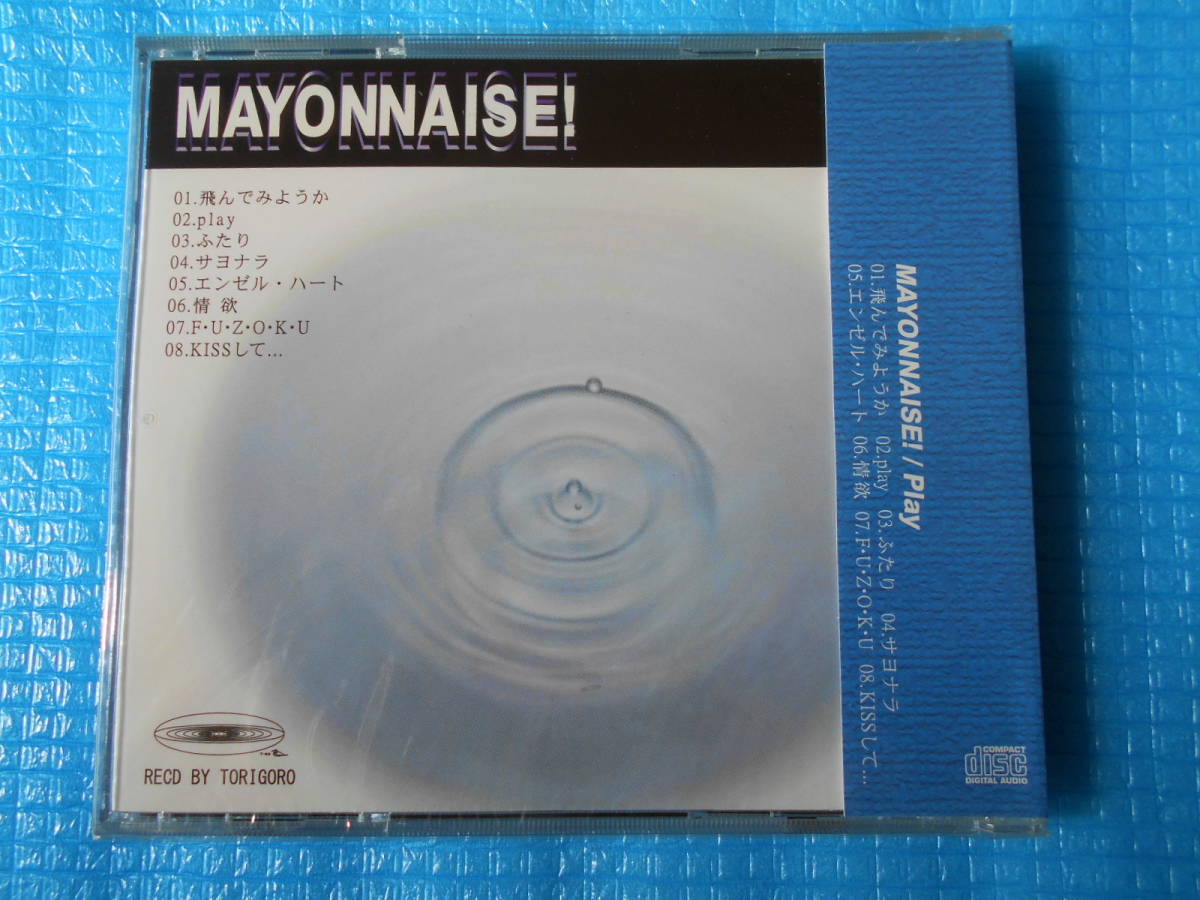 MAYONNAISE!
01.飛んでみようか
02.play
03.ふたり
04.サヨナラ
05.エンゼル・ハート
06.情 欲
07.F・U・Z・O・K・U
08.KISSして...
RECD BY TORIGORO
MAYONNAISE! / Play
01.飛んでみようか 02.play 03.ふたり 04.サヨナラ
05.エンゼル・ハート 06.情欲 07.F・U・Z・O・K・U 08.KISSして...
COMPACT
disc
DIGITAL AUDIO